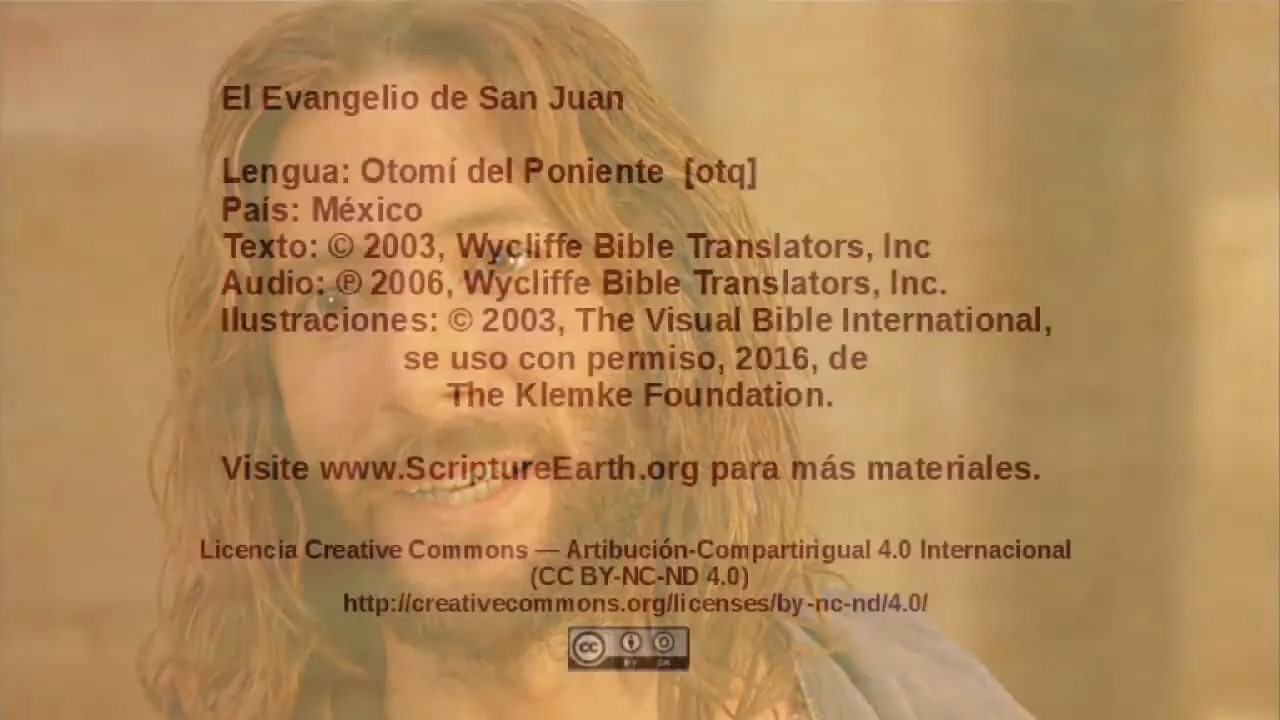 El Evangelio de San Juan
Lengua: Otomí del Poniente [otq]
País: México
Texto: © 2003, Wycliffe Bible Translators, Inc
Audio: ℗ 2006, Wycliffe Bible Translators, Inc.
Ilustraciones: © 2003, The Visual Bible International,
se uso con permiso, 2016, de
The Klemke Foundation.
Visite www.ScriptureEarth.org para más materiales.
Licencia Creative Commons — Artibución-Compartirigual 4.0 Internacional
(CC BY-NC-ND 4.0)
http://creativecommons.org/licenses/by-nc-nd/4.0/
cc BY SA